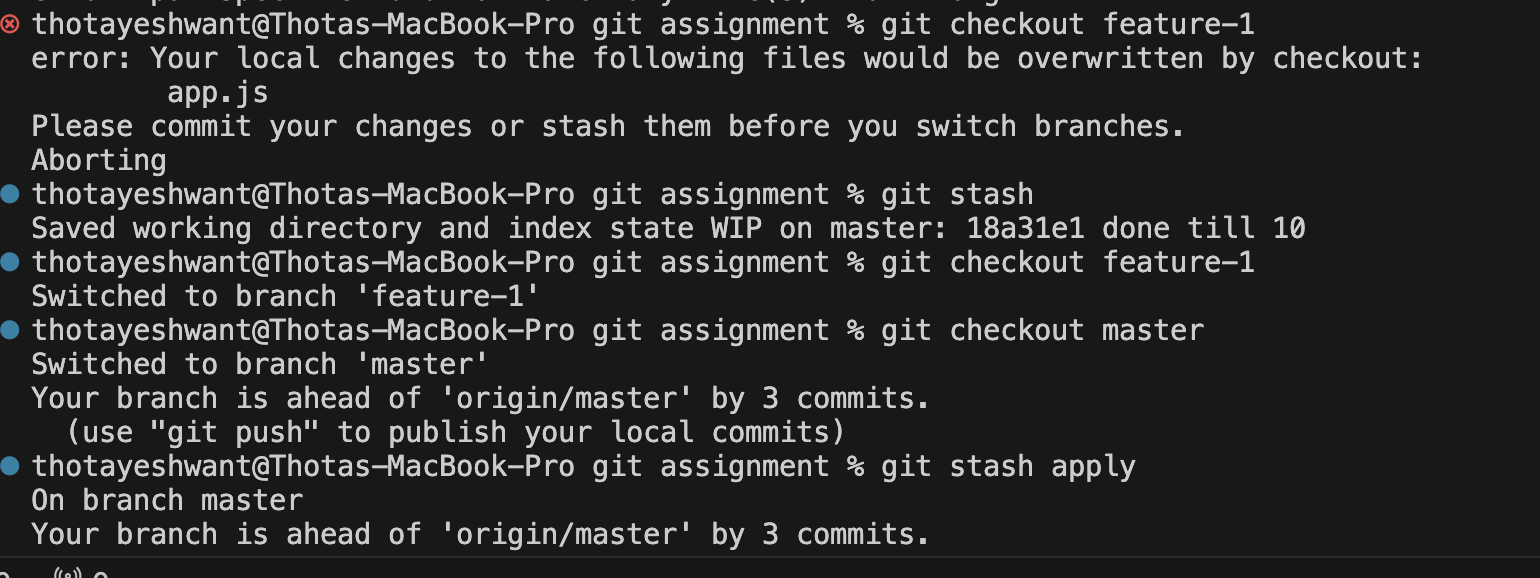 thotayeshwant@Thotas-MacBook-Pro git assignment % git checkout feature-1
error: Your local changes to the following files would be overwritten by checkout:
        app.js
Please commit your changes or stash them before you switch branches.
Aborting
thotayeshwant@Thotas-MacBook-Pro git assignment % git stash
Saved working directory and index state WIP on master: 18a31e1 done till 10
thotayeshwant@Thotas-MacBook-Pro git assignment % git checkout feature-1
Switched to branch 'feature-1'
thotayeshwant@Thotas-MacBook-Pro git assignment % git checkout master
Switched to branch 'master'
Your branch is ahead of 'origin/master' by 3 commits.
  (use "git push" to publish your local commits)
thotayeshwant@Thotas-MacBook-Pro git assignment % git stash apply
On branch master
Your branch is ahead of 'origin/master' by 3 commits.